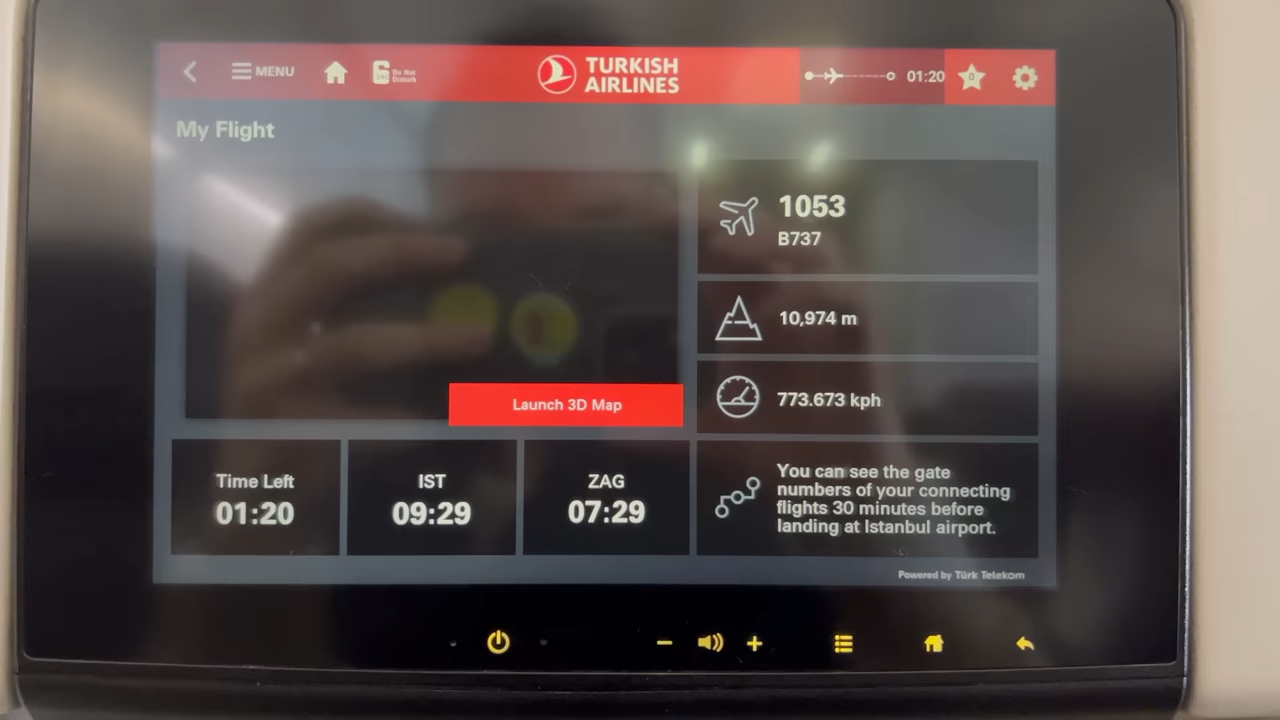 MENU
Do Not
Disturb
TURKISH
AIRLINES
01:20
0
My Flight
1053
B737
10,974 m
773.673 kph
Launch 3D Map
Time Left
01:20
IST
09:29
ZAG
07:29
You can see the gate
numbers of your connecting
flights 30 minutes before
landing at Istanbul airport.
Powered by Türk Telekom